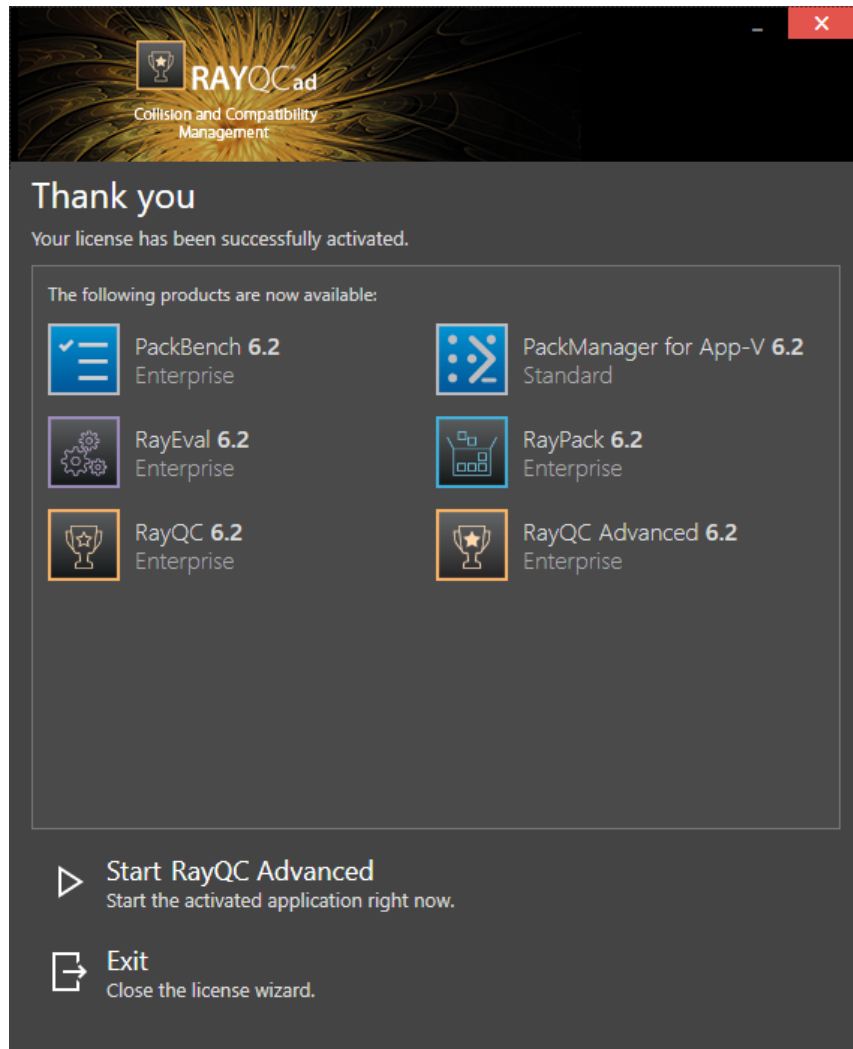 RAYQC®ad
Collision and Compatibility
Management
Thank you
Your license has been successfully activated.
The following products are now available:
PackBench 6.2
Enterprise
PackManager for App-V 6.2
Standard
RayEval 6.2
Enterprise
RayPack 6.2
Enterprise
RayQC 6.2
Enterprise
RayQC Advanced 6.2
Enterprise
Start RayQC Advanced
Start the activated application right now.
Exit
Close the license wizard.